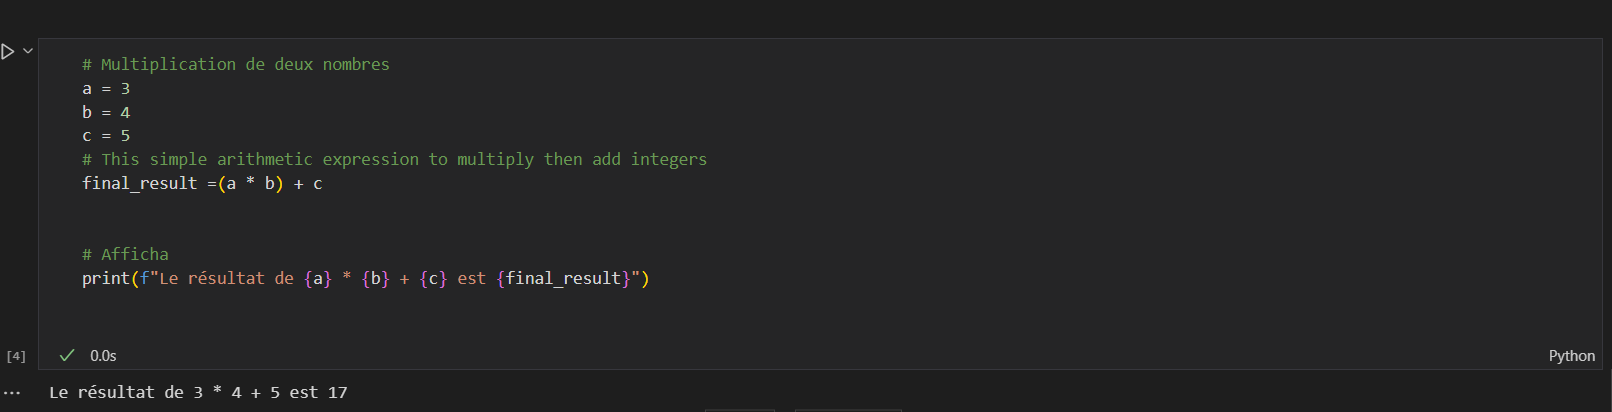 # Multiplication de deux nombres
a = 3
b = 4
c = 5
# This simple arithmetic expression to multiply then add integers
final_result =(a * b) + c
# Afficha
print(f"Le résultat de {a} * {b} + {c} est {final_result}")
[4]
0.0s
Python
Le résultat de 3 * 4 + 5 est 17